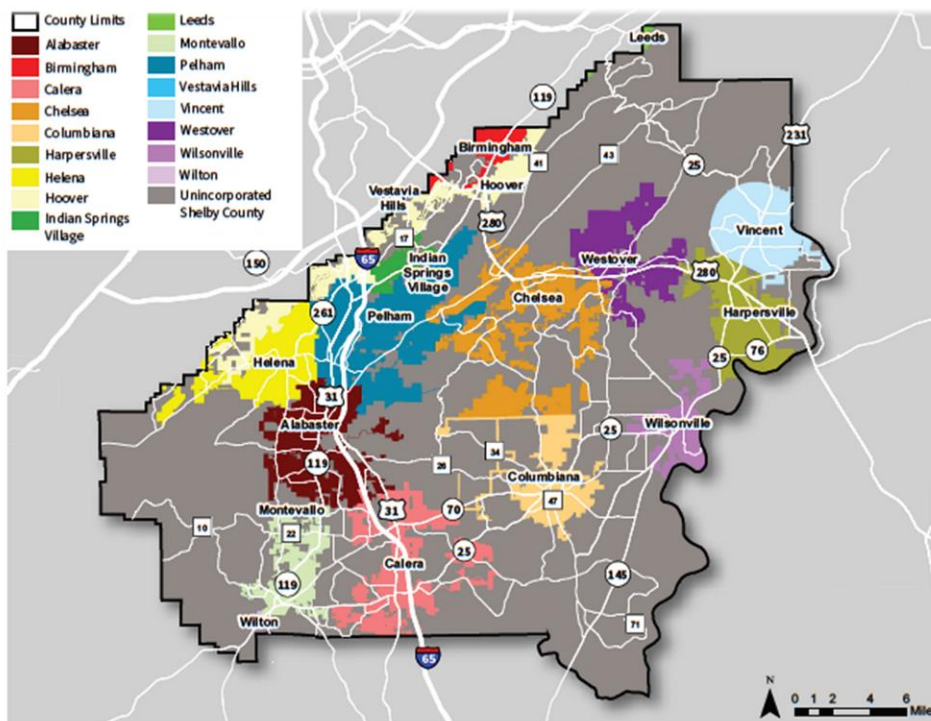 County Limits
Alabaster
Birmingham
Calera
Chelsea
Columbiana
Harpersville
Helena
Hoover
Indian Springs
Village
Leeds
Montevallo
Pelham
Vestavia Hills
Vincent
Westover
Wilsonville
Wilton
Unincorporated
Shelby County
Leeds
119
231
Birmingham
41
43
25
Hoover
Vestavia
Hills
280
17
Vincent
150
65
Indian
Springs
Village
Westover
280
Chelsea
261
Pelham
Harpersville
Helena
25
76
31
Alabaster
25
Wilsonville
119
26
34
Columbiana
47
Montevallo
31
70
10
22
25
Calera
119
145
Wilton
71
65
N
0 1 2 4 6
Mile